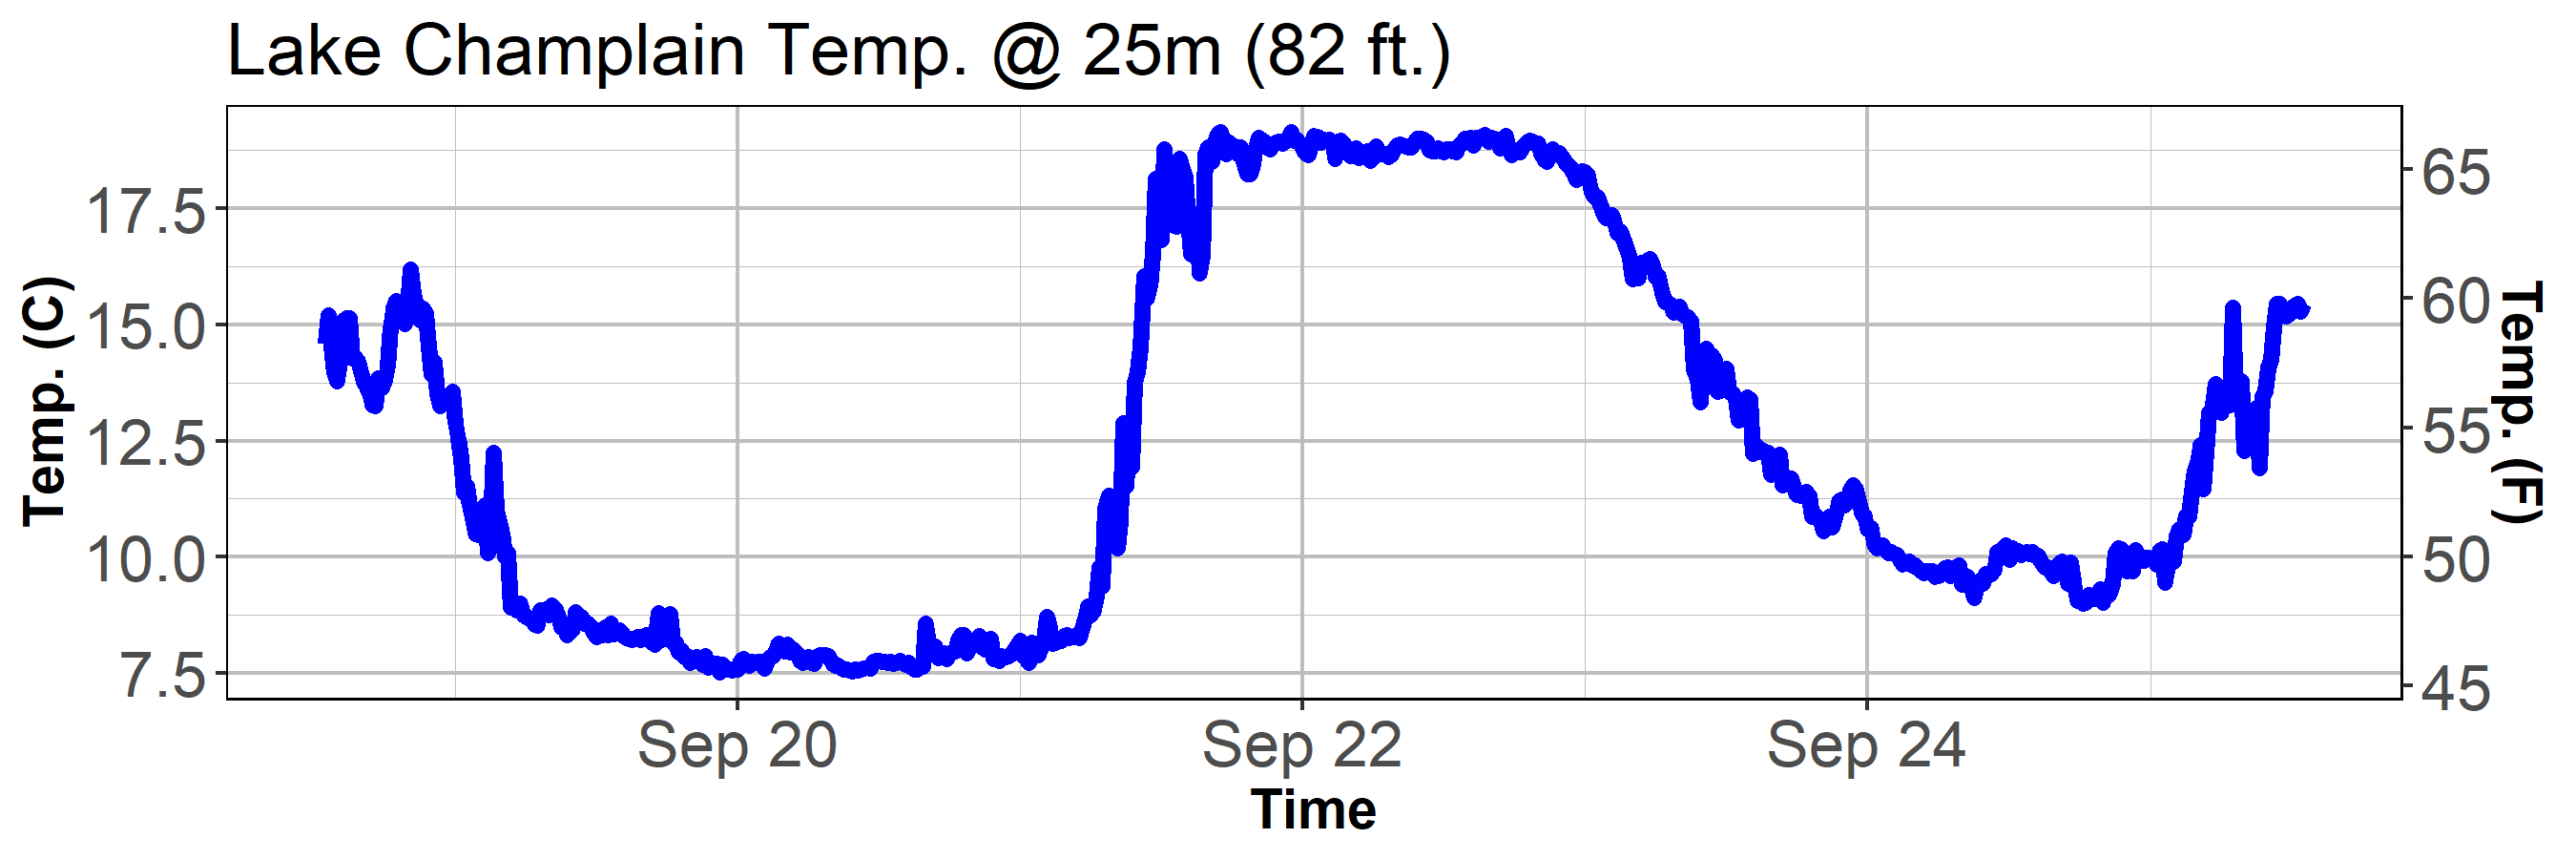 Lake Champlain Temp. @ 25m (82 ft.)
Temp. (C)
17.5
15.0
12.5
10.0
7.5
65
60
55
50
45
Temp. (F)
Sep 20
Sep 22
Sep 24
Time